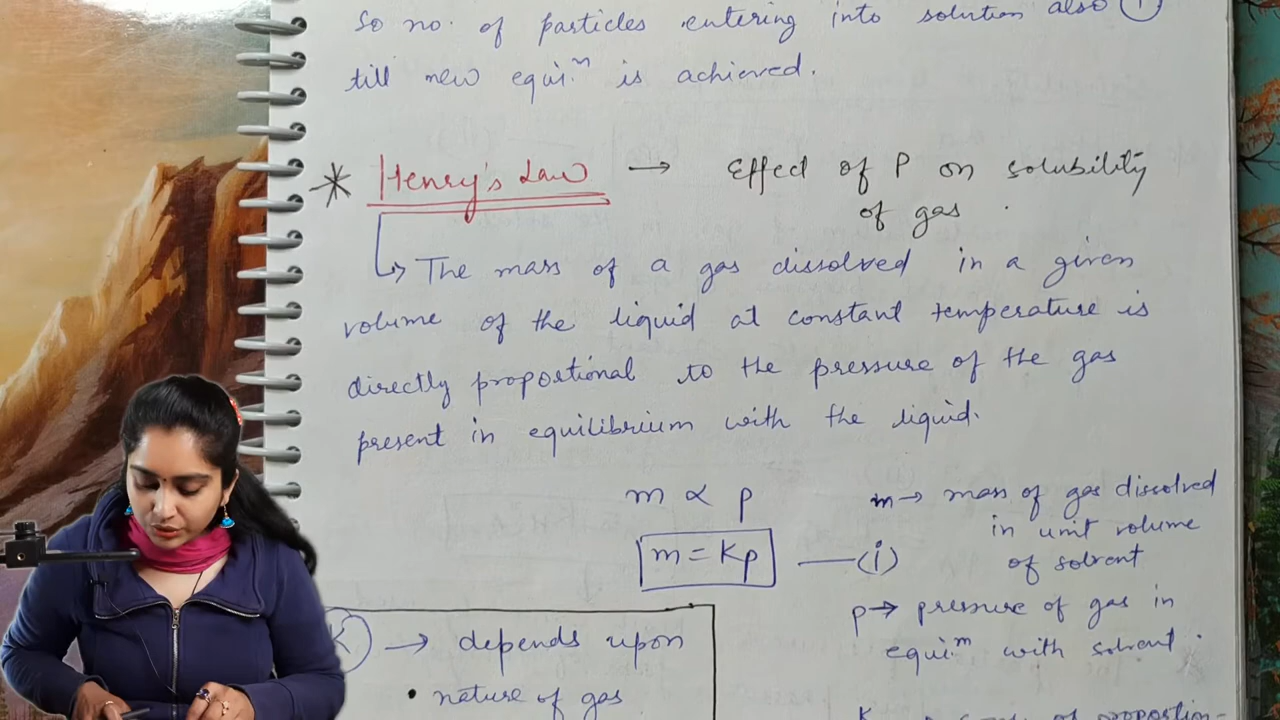 So no. of particles entering into solution also ↑
till new equi.ᵐ is achieved.
* Henry's Law → Effect of P on solubility
of gas.
↳ The mass of a gas dissolved in a given
volume of the liquid at constant temperature is
directly proportional to the pressure of the gas
present in equilibrium with the liquid.
m ∝ p
m = Kp —(i)
m → mass of gas dissolved
in unit volume
of solvent
p → pressure of gas in
equi.ᵐ with solvent.
K → depends upon
• nature of gas
K